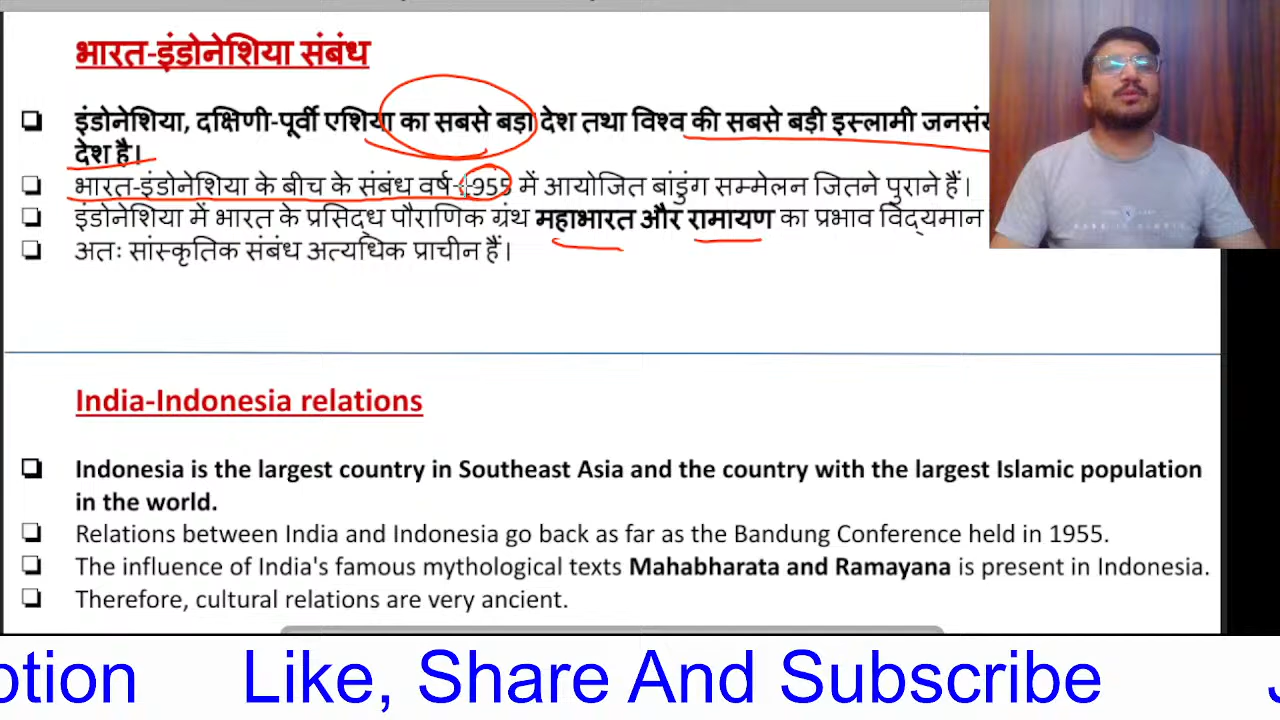 भारत-इंडोनेशिया संबंध
❑ इंडोनेशिया, दक्षिणी-पूर्वी एशिया का सबसे बड़ा देश तथा विश्व की सबसे बड़ी इस्लामी
देश है।
❑ भारत-इंडोनेशिया के बीच के संबंध वर्ष-1955 में आयोजित बांडुंग सम्मेलन जितने पुराने हैं।
❑ इंडोनेशिया में भारत के प्रसिद्ध पौराणिक ग्रंथ महाभारत और रामायण का प्रभाव विद्यमान
❑ अतः सांस्कृतिक संबंध अत्यधिक प्राचीन हैं।
India-Indonesia relations
❑ Indonesia is the largest country in Southeast Asia and the country with the largest Islamic population
in the world.
❑ Relations between India and Indonesia go back as far as the Bandung Conference held in 1955.
❑ The influence of India's famous mythological texts Mahabharata and Ramayana is present in Indonesia.
❑ Therefore, cultural relations are very ancient.
Like, Share And Subscribe